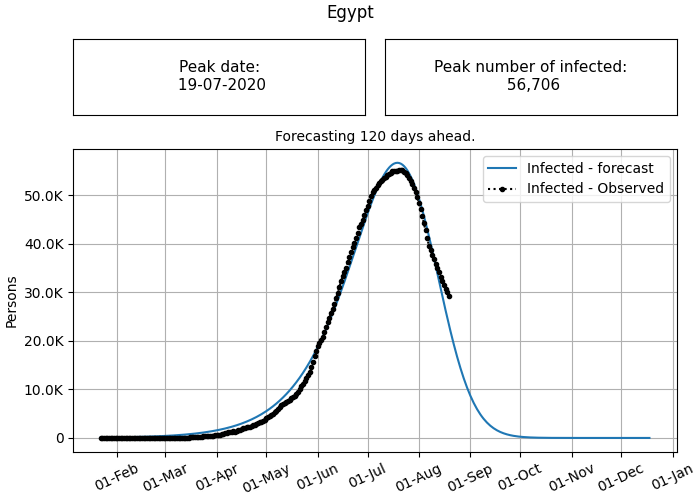 Egypt
Peak date:
19-07-2020
Peak number of infected:
56,706
Forecasting 120 days ahead.
Infected - forecast
Infected - Observed
50.0K
40.0K
30.0K
20.0K
10.0K
0
Persons
01-Feb
01-Mar
01-Apr
01-May
01-Jun
01-Jul
01-Aug
01-Sep
01-Oct
01-Nov
01-Dec
01-Jan